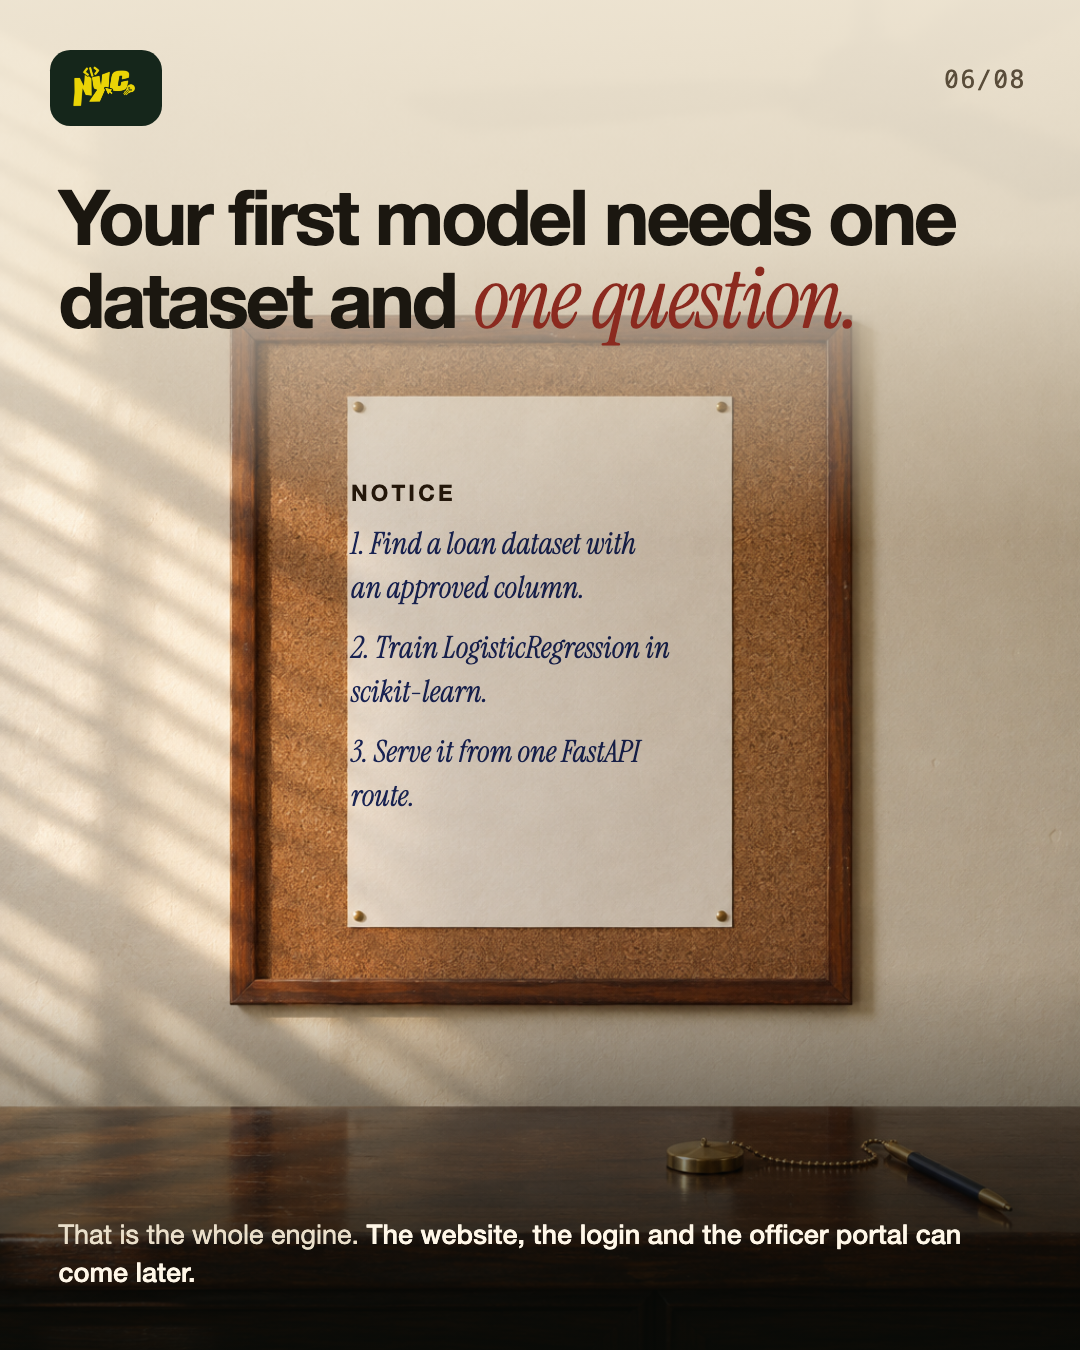 NYC
06/08
Your first model needs one
dataset and one question.
NOTICE
1. Find a loan dataset with
an approved column.
2. Train LogisticRegression in
scikit-learn.
3. Serve it from one FastAPI
route.
That is the whole engine. The website, the login and the officer portal can
come later.